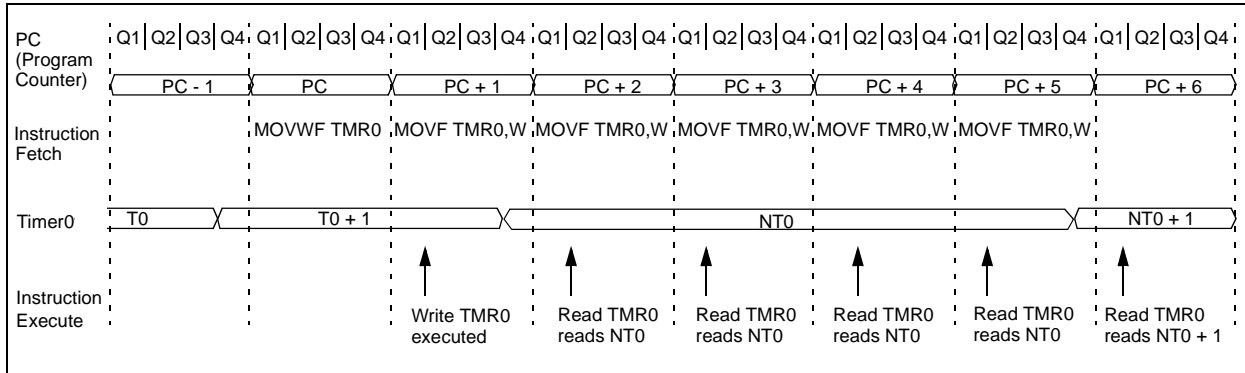 PC
(Program
Counter)
Q1 Q2 Q3 Q4 Q1 Q2 Q3 Q4 Q1 Q2 Q3 Q4 Q1 Q2 Q3 Q4 Q1 Q2 Q3 Q4 Q1 Q2 Q3 Q4 Q1 Q2 Q3 Q4 Q1 Q2 Q3 Q4
PC - 1 PC PC + 1 PC + 2 PC + 3 PC + 4 PC + 5 PC + 6
Instruction
Fetch
MOVWF TMR0 MOVF TMR0,W MOVF TMR0,W MOVF TMR0,W MOVF TMR0,W MOVF TMR0,W
Timer0
T0 T0 + 1 NT0 NT0 + 1
Instruction
Execute
Write TMR0
executed
Read TMR0
reads NT0
Read TMR0
reads NT0
Read TMR0
reads NT0
Read TMR0
reads NT0
Read TMR0
reads NT0 + 1